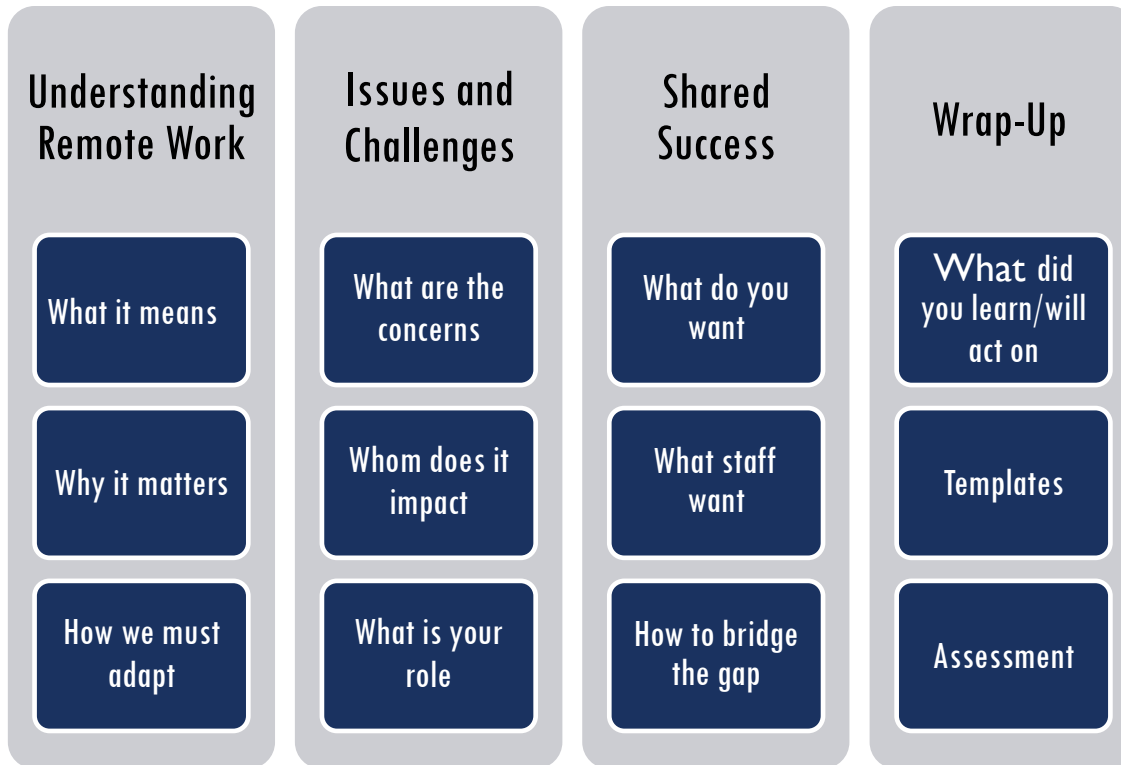 Understanding
Remote Work
What it means
Why it matters
How we must
adapt
Issues and
Challenges
What are the
concerns
Whom does it
impact
What is your
role
Shared
Success
What do you
want
What staff
want
How to bridge
the gap
Wrap-Up
What did
you learn/will
act on
Templates
Assessment